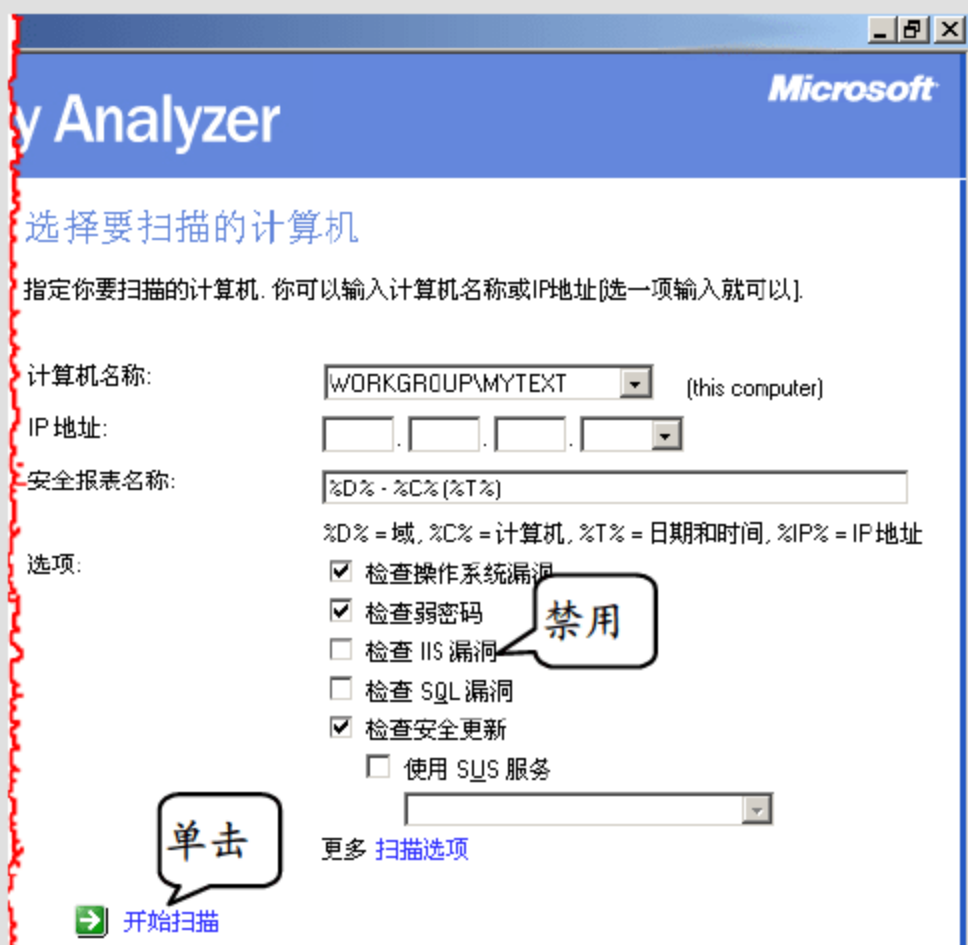 Microsoft
y Analyzer
选择要扫描的计算机
指定你要扫描的计算机. 你可以输入计算机名称或IP地址[选一项输入就可以].
计算机名称: WORKGROUP\MYTEXT (this computer)
IP 地址: . . .
安全报表名称: %D% - %C% (%T%)
%D% = 域, %C% = 计算机, %T% = 日期和时间, %IP% = IP 地址
选项: 检查操作系统漏洞
检查弱密码
禁用
检查 IIS 漏洞
检查 SQL 漏洞
检查安全更新
使用 SUS 服务
单击
更多 扫描选项
开始扫描